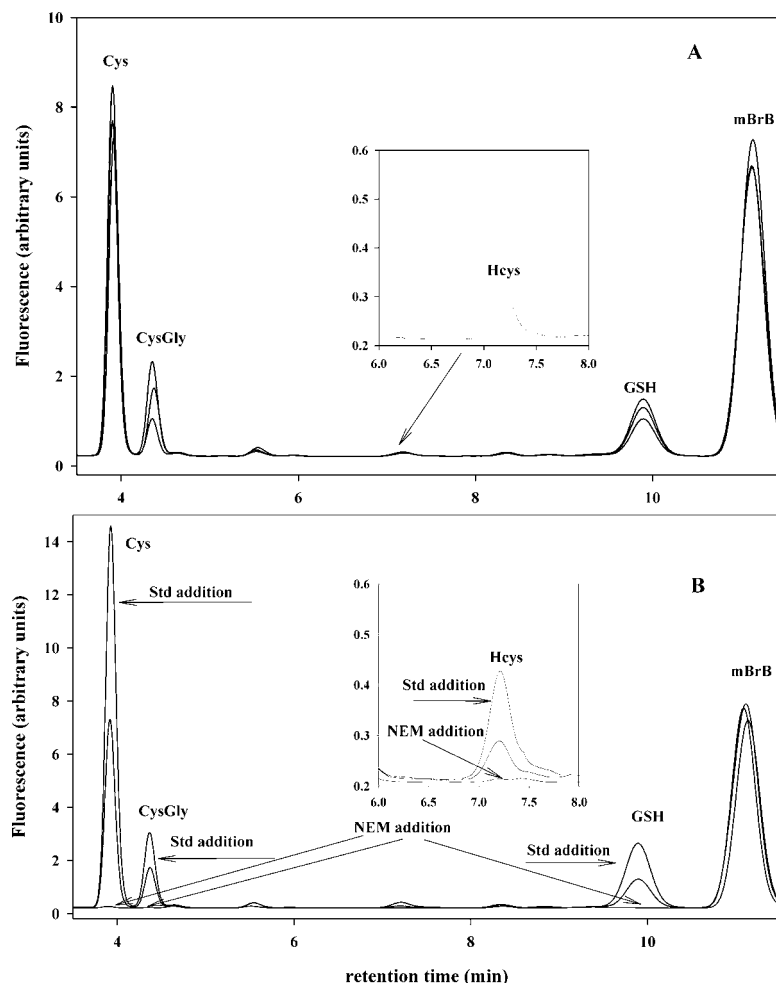 10
A
Cys
mBrB
0.6
8
0.5
Fluorescence (arbitrary units)
6
0.4
Hcys
0.3
4
0.2
6.0 6.5 7.0 7.5 8.0
CysGly
GSH
2
0
4 6 8 10
14
Cys
B
0.6
12
Std addition
0.5
Hcys
mBrB
10
Fluorescence (arbitrary units)
0.4
Std addition
8
0.3
NEM addition
0.2
6
6.0 6.5 7.0 7.5 8.0
4
CysGly
NEM addition
GSH
Std addition
Std addition
2
0
4 6 8 10
retention time (min)